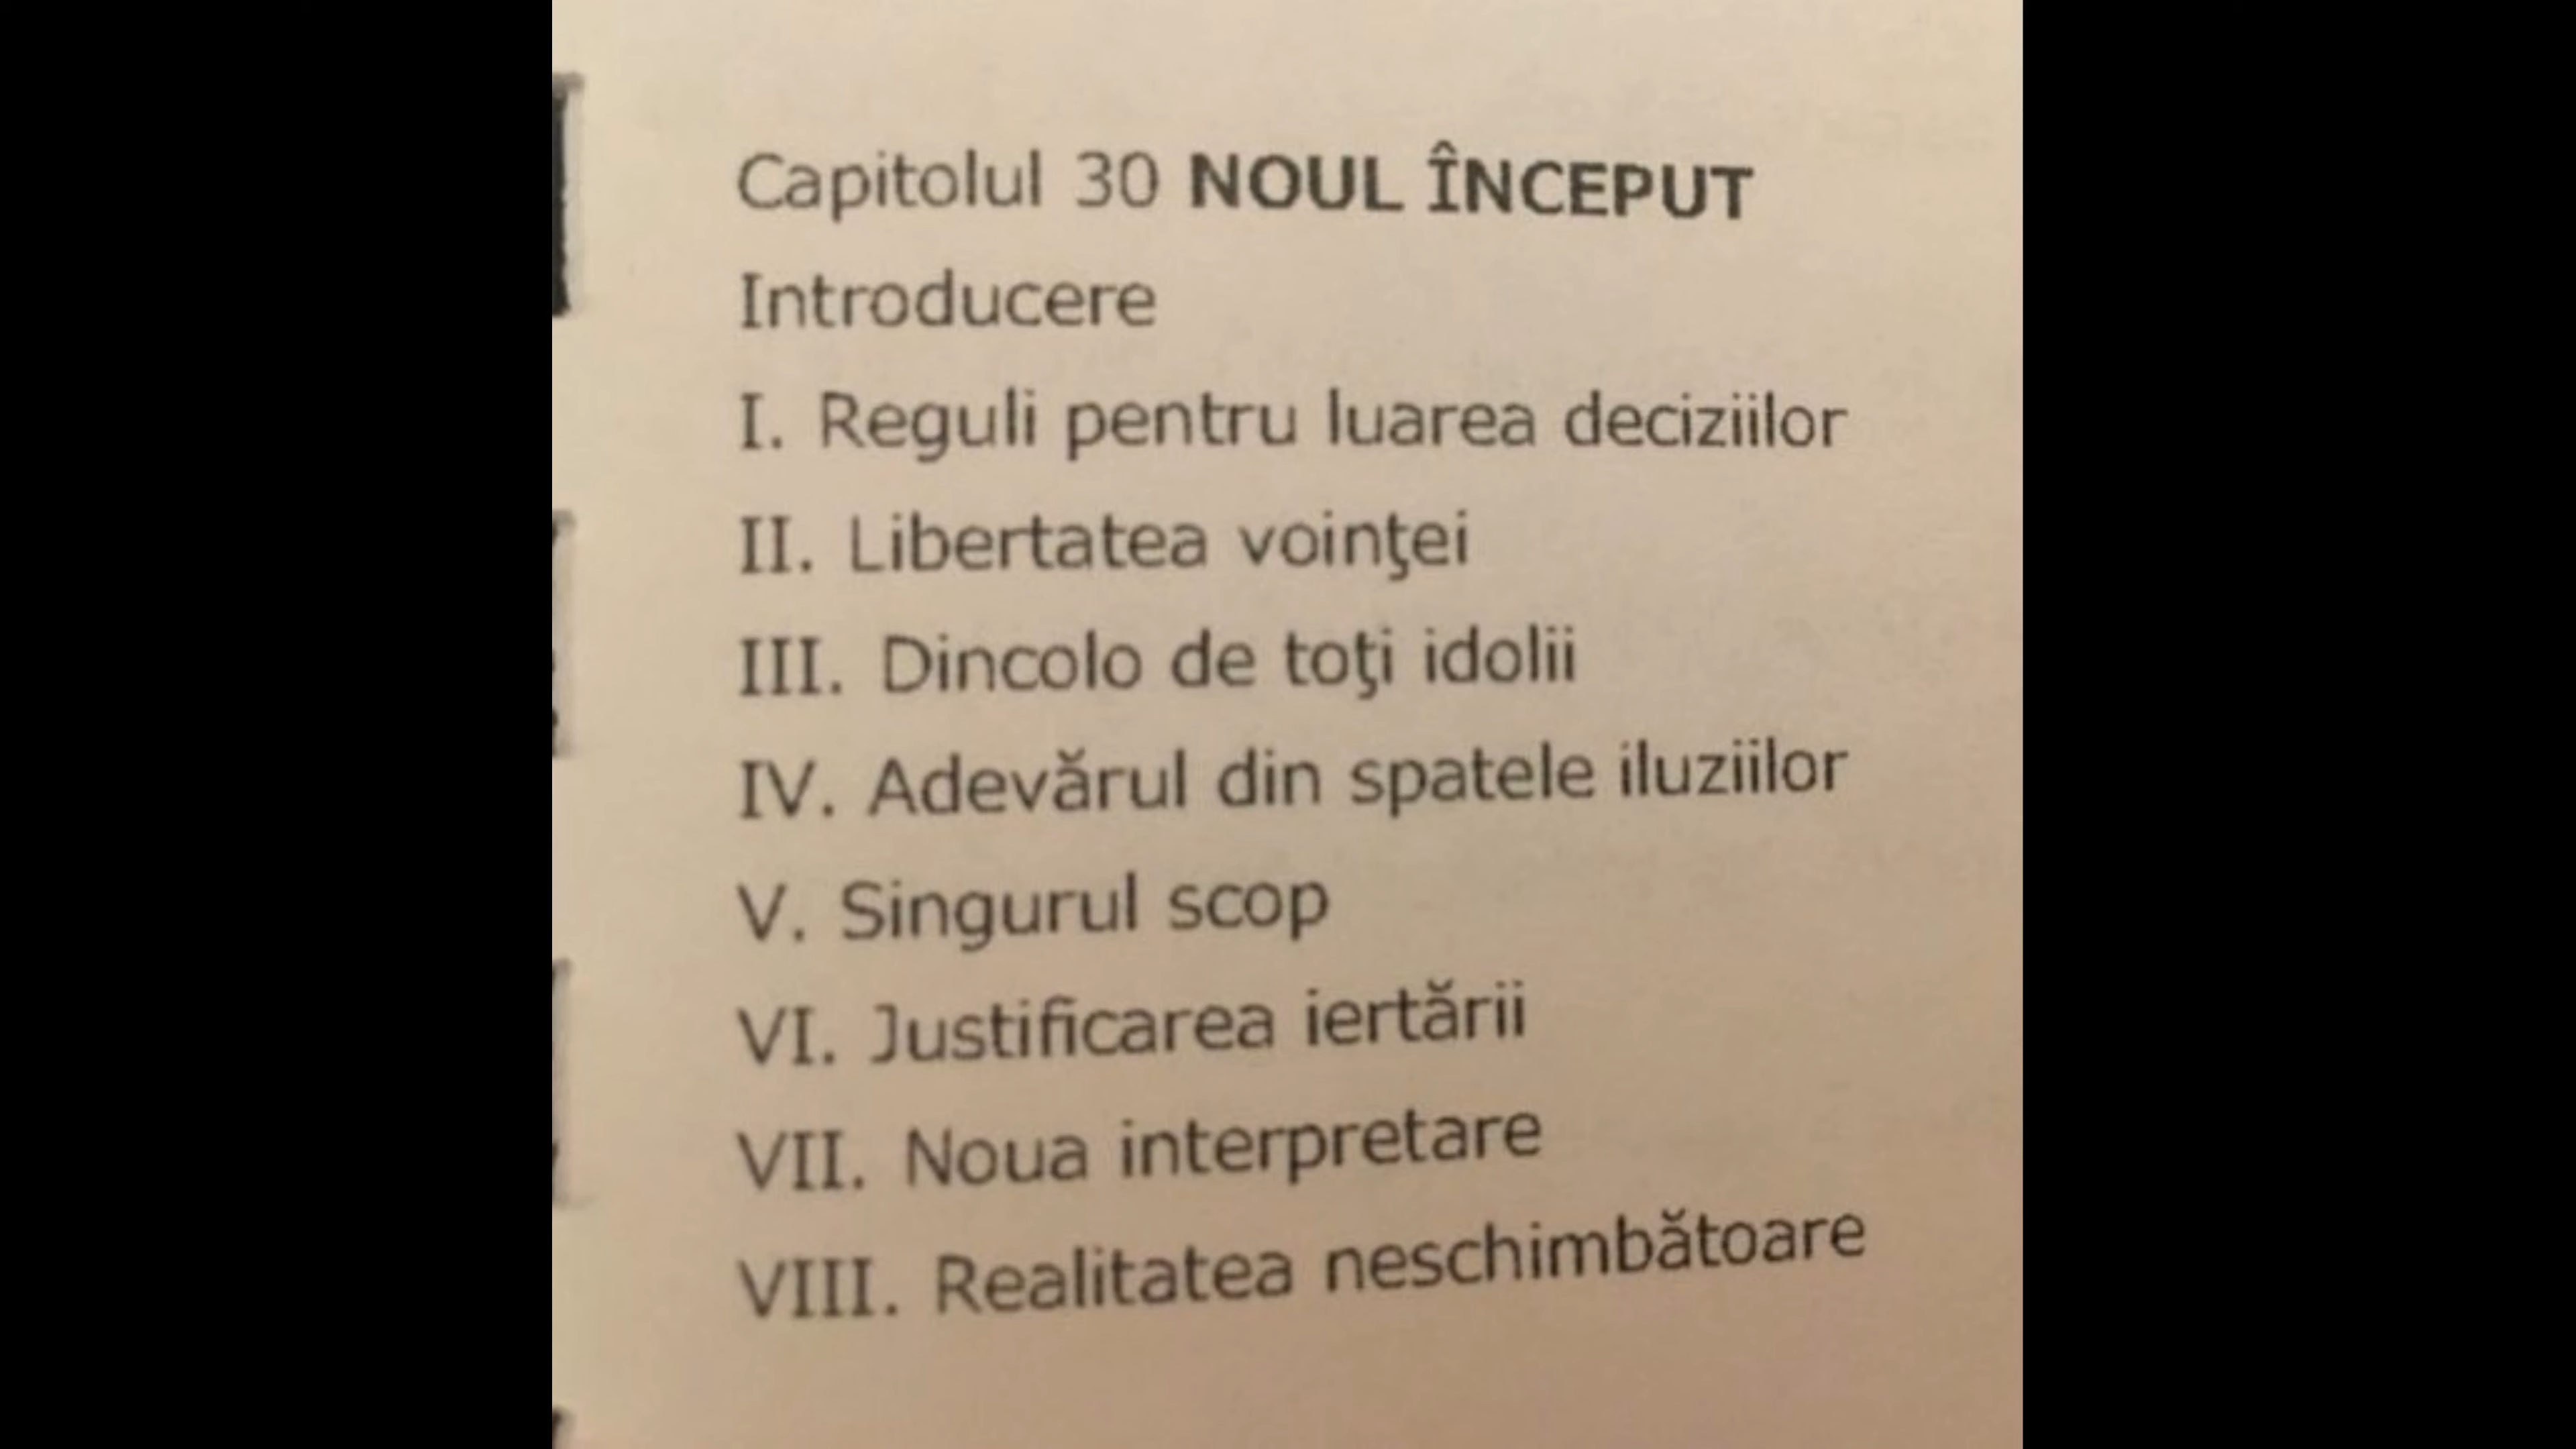 Capitolul 30 NOUL ÎNCEPUT
Introducere
I. Reguli pentru luarea deciziilor
II. Libertatea voinţei
III. Dincolo de toţi idolii
IV. Adevărul din spatele iluziilor
V. Singurul scop
VI. Justificarea iertării
VII. Noua interpretare
VIII. Realitatea neschimbătoare